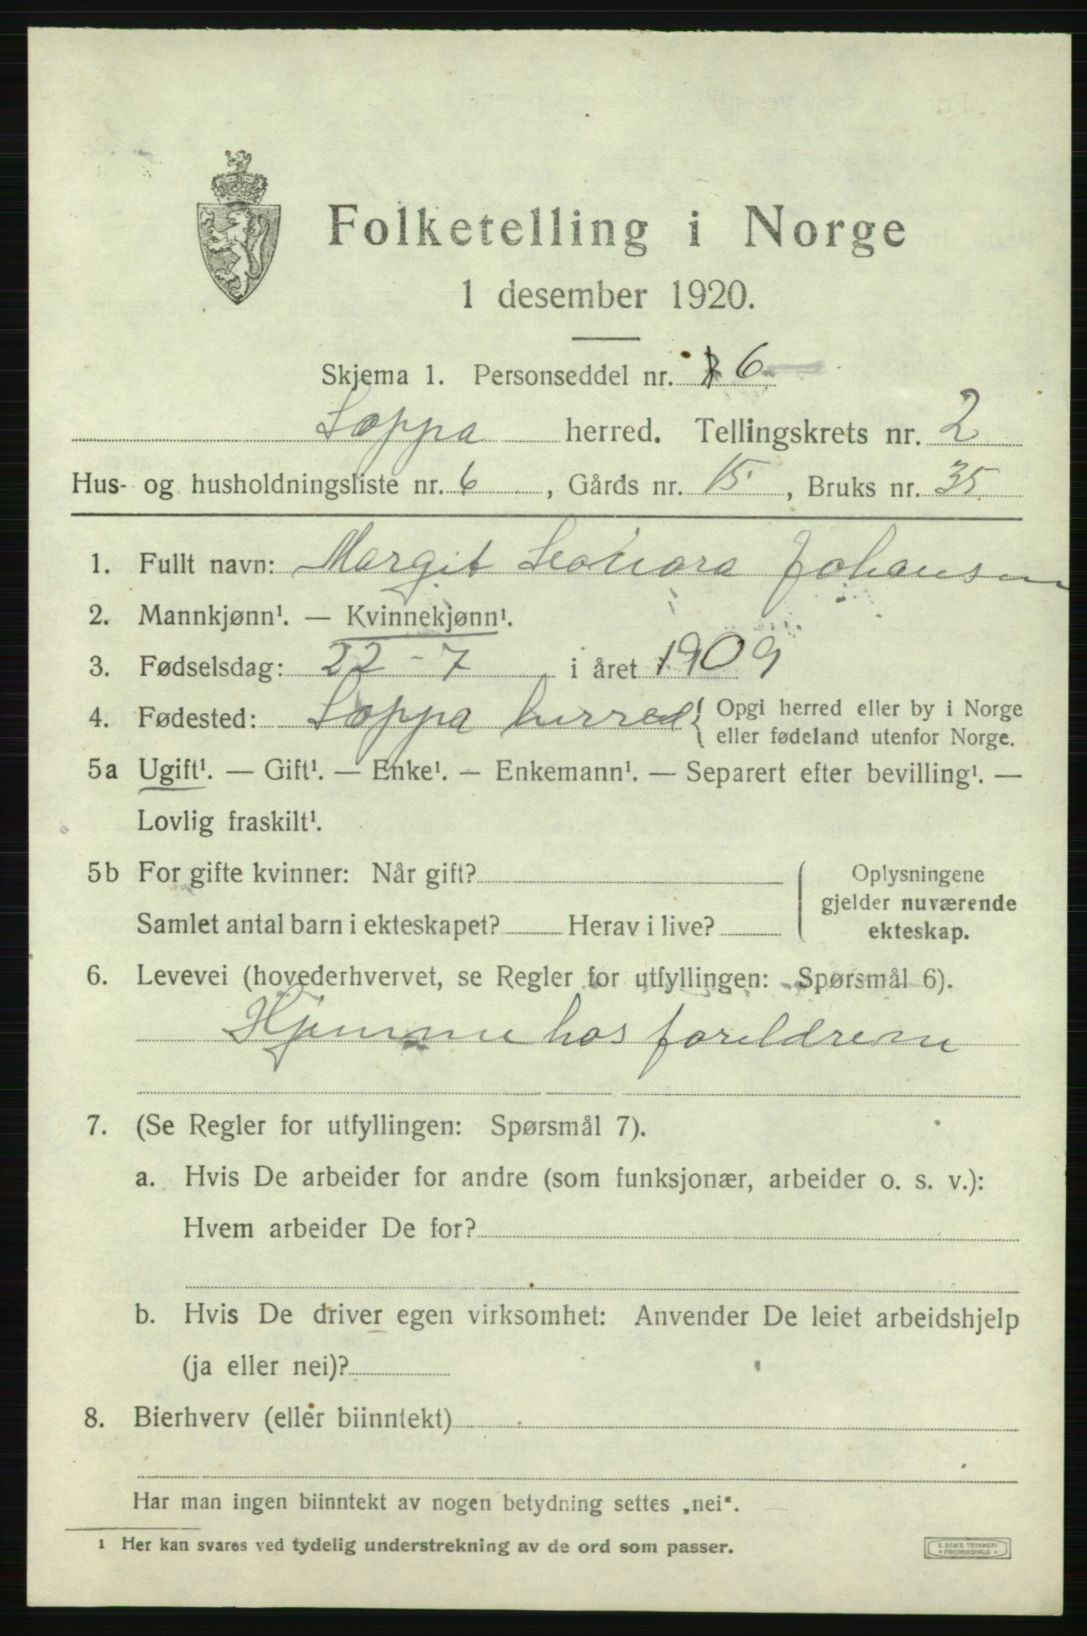 Folketelling i Norge
1 desember 1920.
Skjema 1. Personseddel nr. 6
Loppa herred. Tellingskrets nr. 2
Hus- og husholdningsliste nr. 6, Gårds nr. 15, Bruks nr. 35
1. Fullt navn: Margit Leonora Johansen
2. Mannkjønn¹. — Kvinnekjønn¹.
3. Fødselsdag: 22-7 i året 1909
4. Fødested: Loppa herred { Opgi herred eller by i Norge
eller fødeland utenfor Norge.
5a Ugift¹. — Gift¹. — Enke¹. — Enkemann¹. — Separert efter bevilling¹. —
Lovlig fraskilt¹.
5b For gifte kvinner: Når gift? Oplysningene
gjelder nuværende
Samlet antal barn i ekteskapet? Herav i live? ekteskap.
6. Levevei (hovederhvervet, se Regler for utfyllingen: Spørsmål 6).
Hjemme hos foreldrene
7. (Se Regler for utfyllingen: Spørsmål 7).
a. Hvis De arbeider for andre (som funksjonær, arbeider o. s. v.):
Hvem arbeider De for?
b. Hvis De driver egen virksomhet: Anvender De leiet arbeidshjelp
(ja eller nei)?
8. Bierhverv (eller biinntekt)
Har man ingen biinntekt av nogen betydning settes „nei“.
¹ Her kan svares ved tydelig understrekning av de ord som passer.
E. SEM'S TRYKKERI
• FREDRIKSHALD •